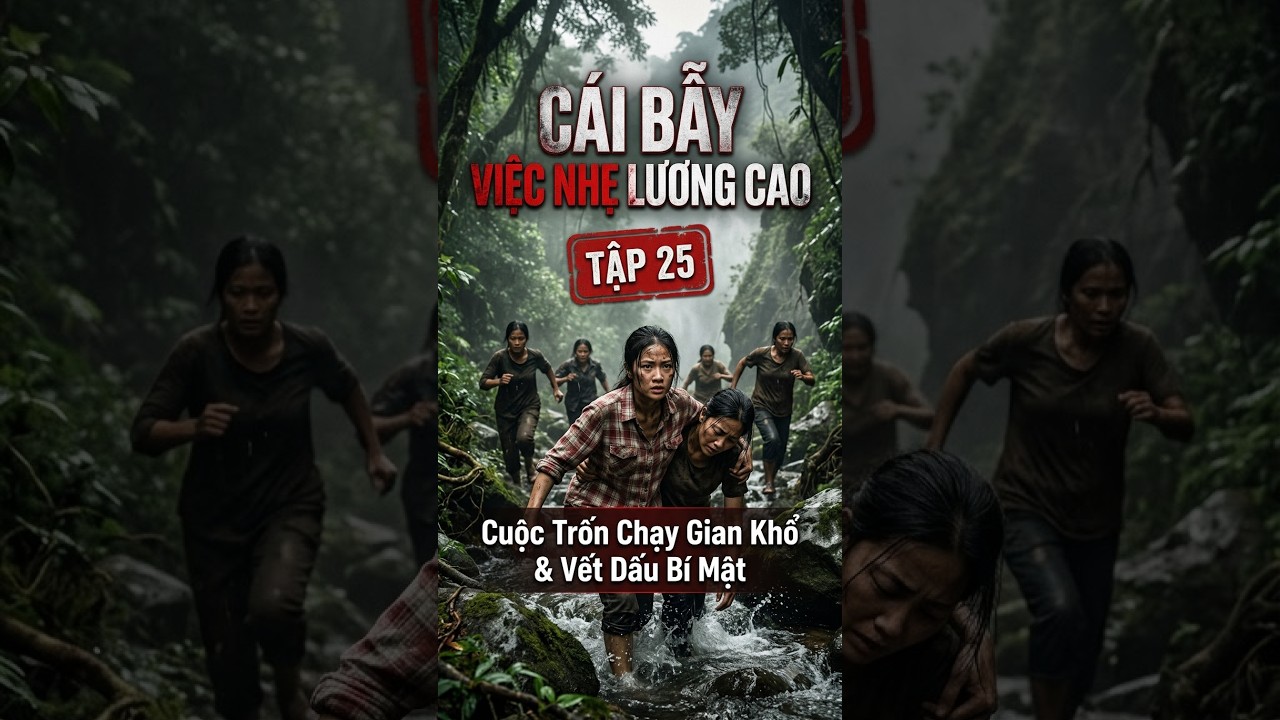 CÁI BẪY
VIỆC NHẸ LƯƠNG CAO
TẬP 25
Cuộc Trốn Chạy Gian Khổ
& Vết Dấu Bí Mật